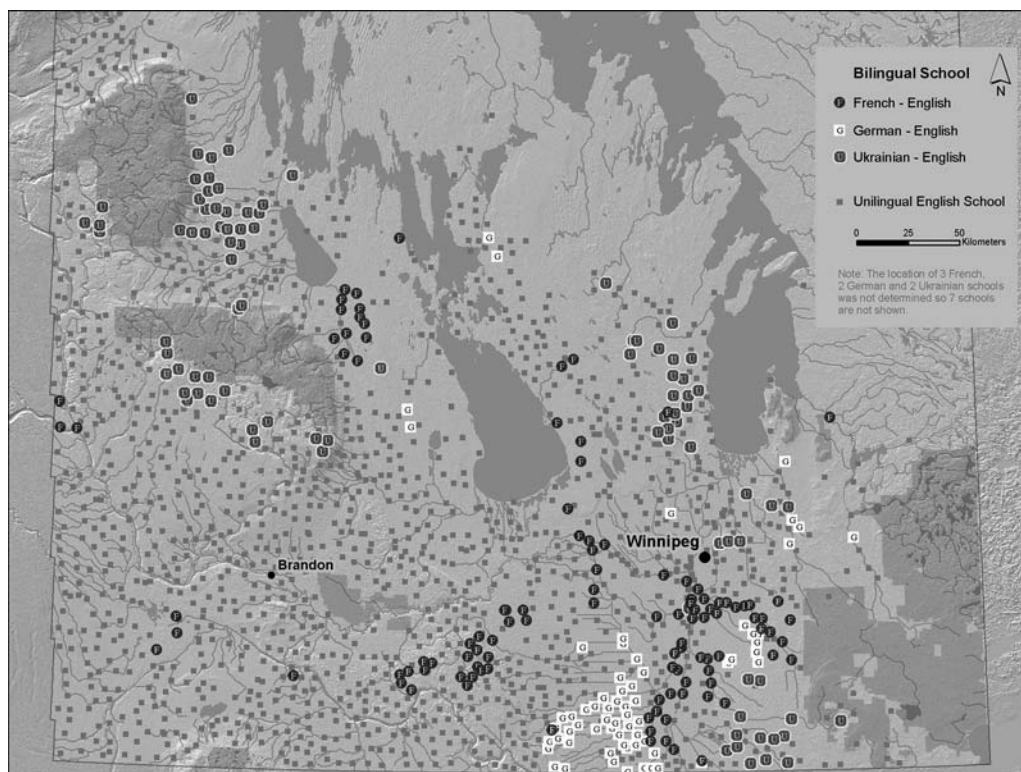 Bilingual School
N
French - English
German - English
Ukrainian - English
Unilingual English School
0 25 50
Kilometers
Note: The location of 3 French,
2 German and 2 Ukrainian schools
was not determined so 7 schools
are not shown.
Winnipeg
Brandon